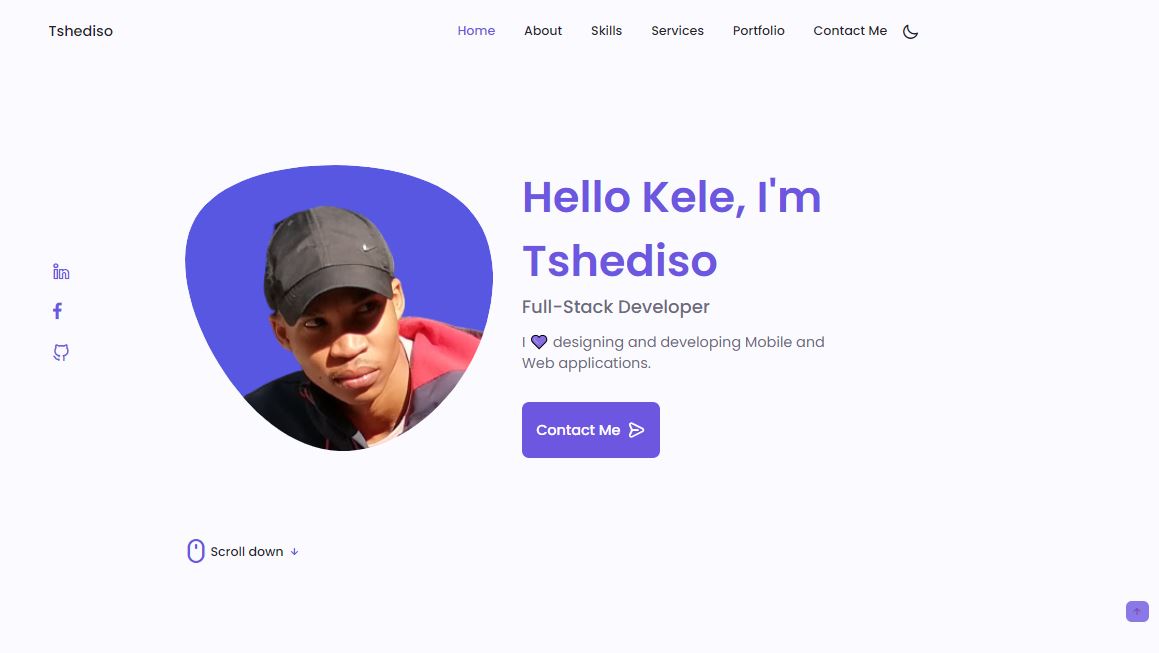 Tshediso
Home About Skills Services Portfolio Contact Me
Hello Kele, I'm
Tshediso
Full-Stack Developer
I 💜 designing and developing Mobile and
Web applications.
Contact Me
Scroll down ↓